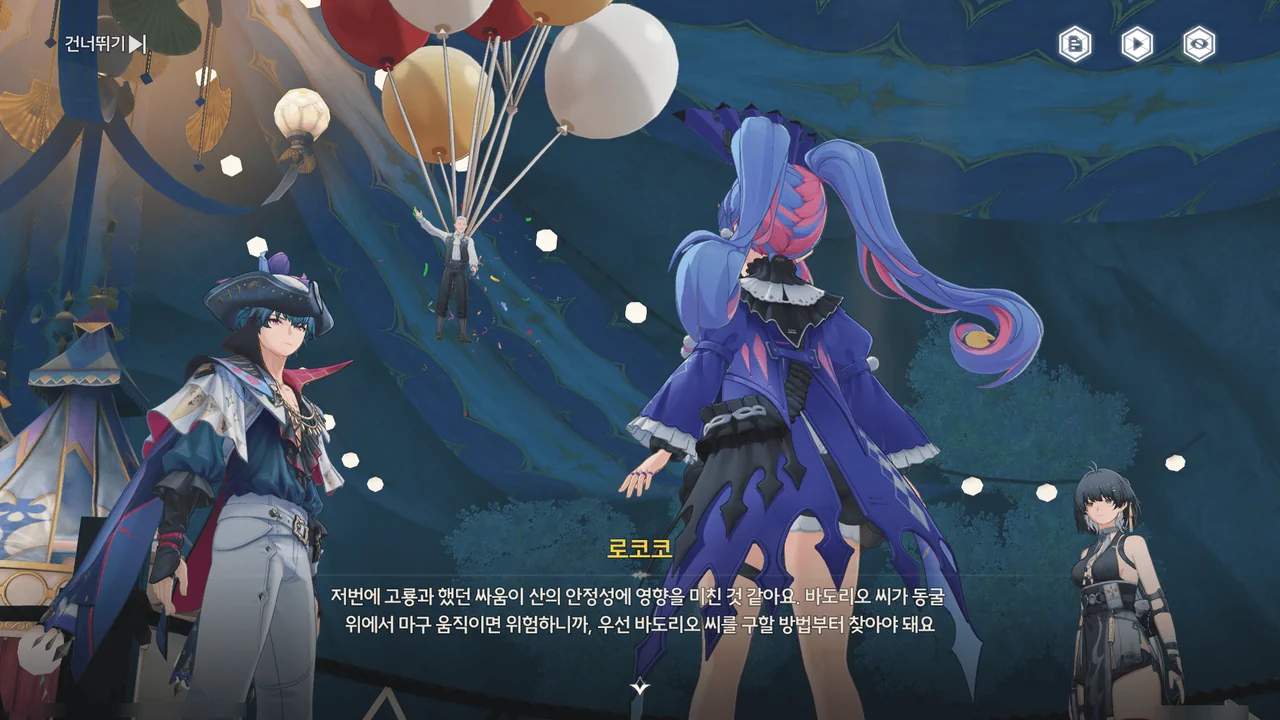 건너뛰기
로코코
저번에 고룡과 했던 싸움이 산의 안정성에 영향을 미친 것 같아요. 바도리오 씨가 동굴
위에서 마구 움직이면 위험하니까, 우선 바도리오 씨를 구할 방법부터 찾아야 돼요